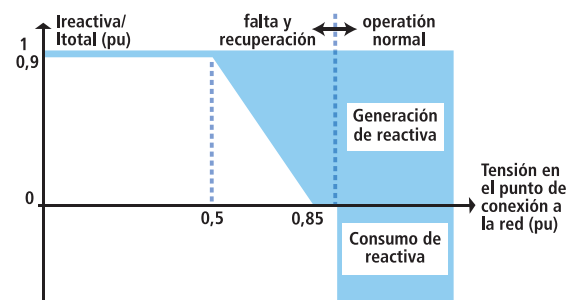 Ireactiva/
Itotal (pu)
falta y
recuperación
operatión
normal
1
0,9
Generación
de reactiva
Tensión en
el punto de
conexión a
la red (pu)
0
0,5
0,85
Consumo de
reactiva